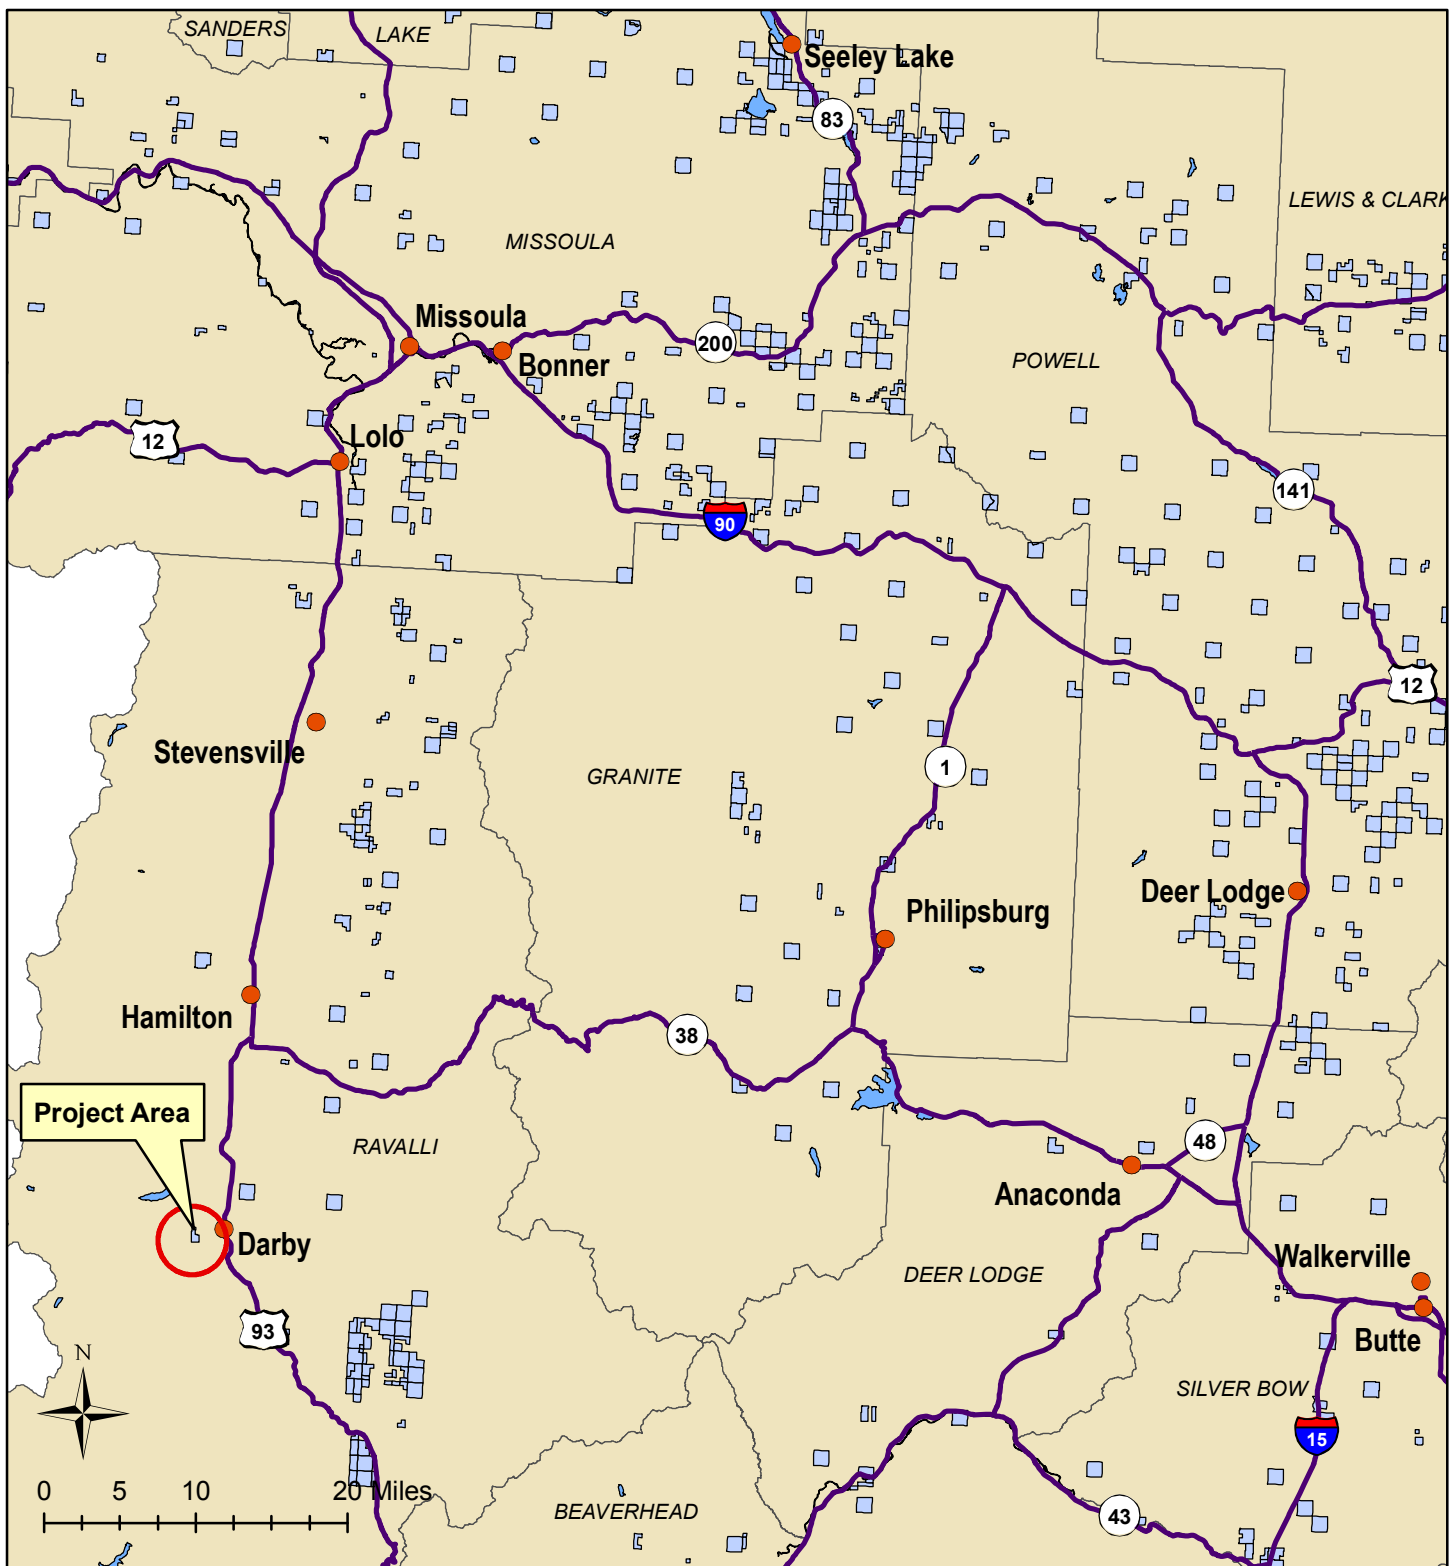 SANDERS
LAKE
Seeley Lake
83
LEWIS & CLARK
MISSOULA
Missoula
200
Bonner
POWELL
12
Lolo
141
90
12
Stevensville
GRANITE
1
Deer Lodge
Philipsburg
Hamilton
38
Project Area
RAVALLI
48
Anaconda
Darby
Walkerville
DEER LODGE
93
Butte
N
SILVER BOW
15
0 5 10 20 Miles
BEAVERHEAD
43